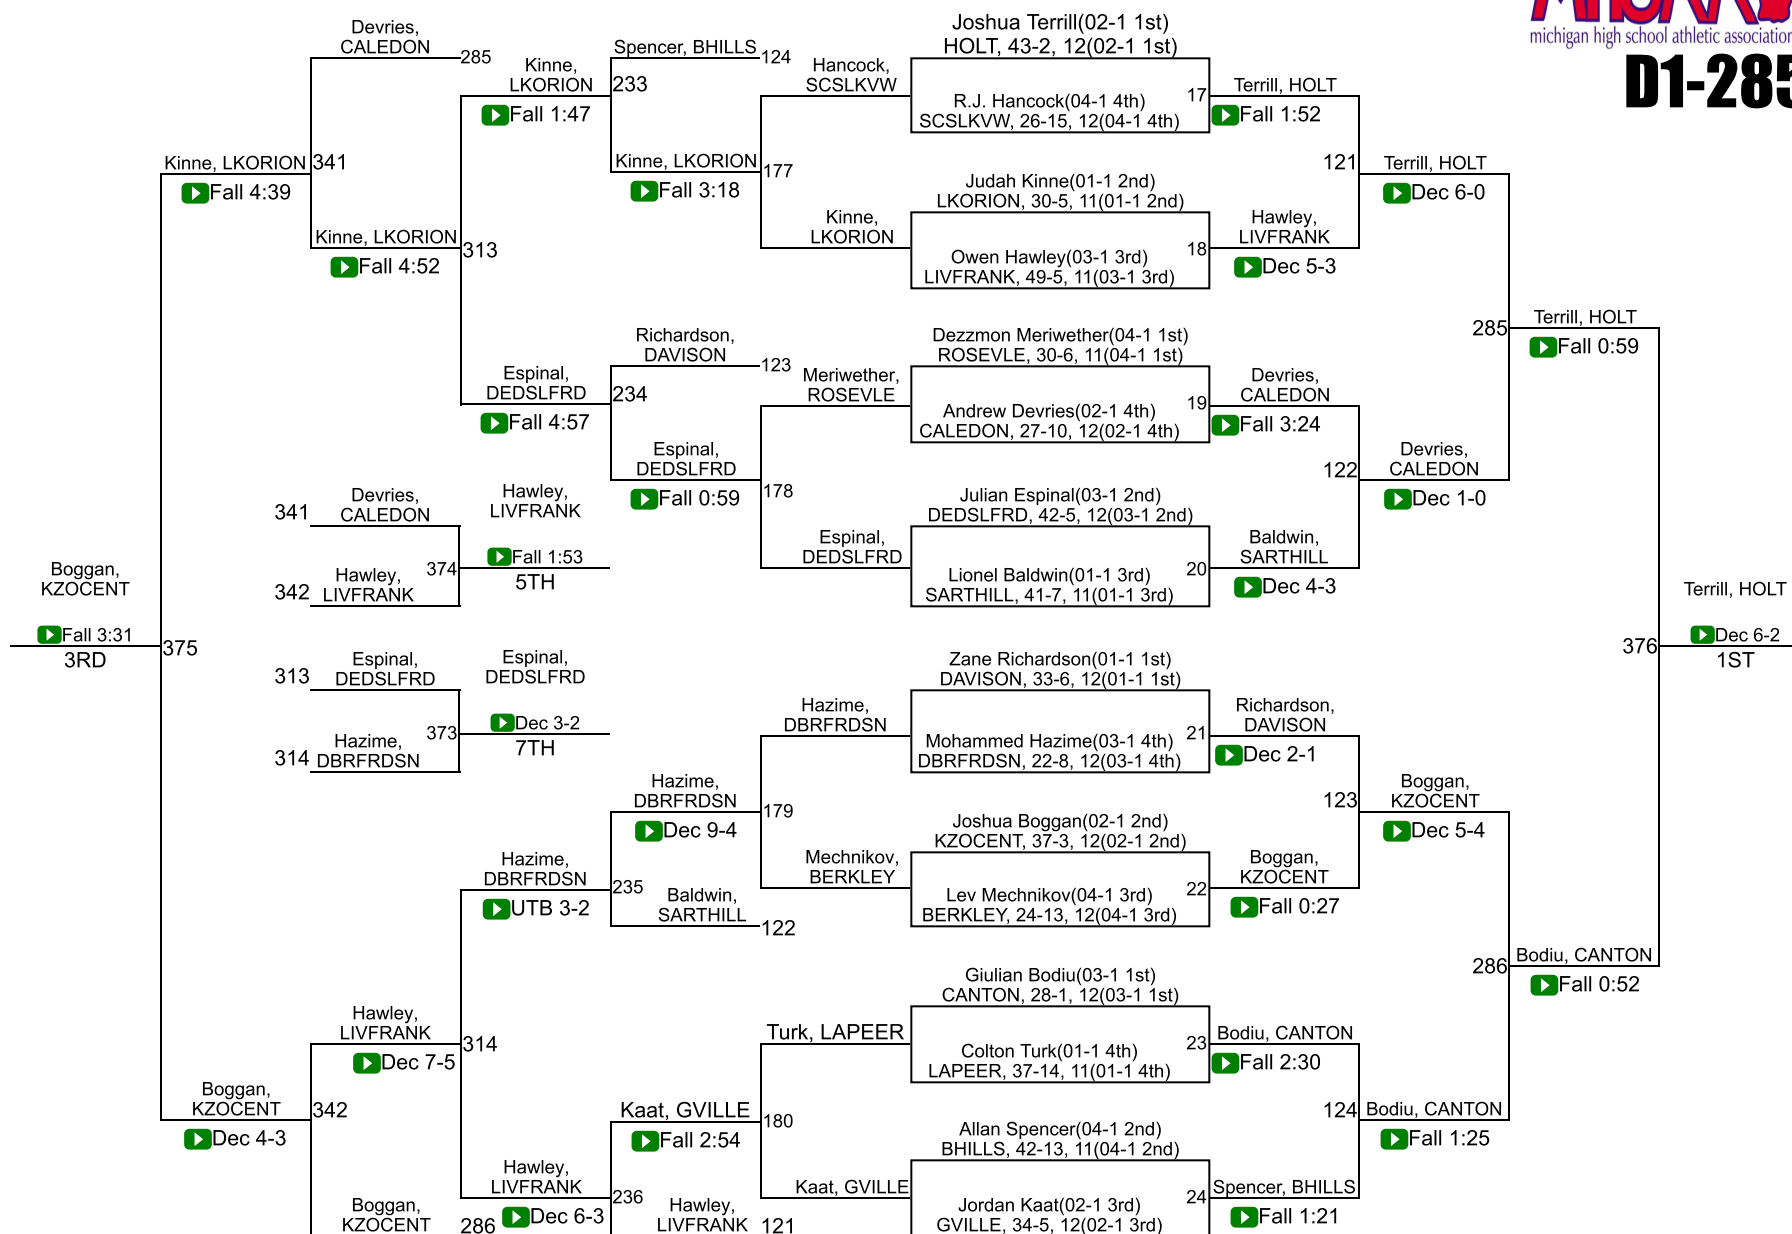 MHSAA
michigan high school athletic association
D1-285
Devries,
CALEDON
285
Kinne,
LKORION
Fall 1:47
Kinne, LKORION
Fall 4:39
341
Kinne, LKORION
Fall 4:52
313
Spencer, BHILLS
124
233
Kinne, LKORION
Fall 3:18
177
Hancock,
SCSLKVW
Kinne,
LKORION
Joshua Terrill(02-1 1st)
HOLT, 43-2, 12(02-1 1st)
R.J. Hancock(04-1 4th)
SCSLKVW, 26-15, 12(04-1 4th)
17
Terrill, HOLT
Fall 1:52
Judah Kinne(01-1 2nd)
LKORION, 30-5, 11(01-1 2nd)
Owen Hawley(03-1 3rd)
LIVFRANK, 49-5, 11(03-1 3rd)
18
Hawley,
LIVFRANK
Dec 5-3
121
Terrill, HOLT
Dec 6-0
Richardson,
DAVISON
123
Espinal,
DEDSLFRD
Fall 4:57
234
Espinal,
DEDSLFRD
Fall 0:59
178
Meriwether,
ROSEVLE
Espinal,
DEDSLFRD
Dezzmon Meriwether(04-1 1st)
ROSEVLE, 30-6, 11(04-1 1st)
Andrew Devries(02-1 4th)
CALEDON, 27-10, 12(02-1 4th)
19
Devries,
CALEDON
Fall 3:24
Julian Espinal(03-1 2nd)
DEDSLFRD, 42-5, 12(03-1 2nd)
Lionel Baldwin(01-1 3rd)
SARTHILL, 41-7, 11(01-1 3rd)
20
Baldwin,
SARTHILL
Dec 4-3
122
Devries,
CALEDON
Dec 1-0
285
Terrill, HOLT
Fall 0:59
341
Devries,
CALEDON
342
Hawley,
LIVFRANK
374
Hawley,
LIVFRANK
Fall 1:53
5TH
Boggan,
KZOCENT
Fall 3:31
3RD
375
313
Espinal,
DEDSLFRD
314
Hazime,
DBRFRDSN
373
Espinal,
DEDSLFRD
Dec 3-2
7TH
376
Terrill, HOLT
Dec 6-2
1ST
Hazime,
DBRFRDSN
Zane Richardson(01-1 1st)
DAVISON, 33-6, 12(01-1 1st)
Mohammed Hazime(03-1 4th)
DBRFRDSN, 22-8, 12(03-1 4th)
21
Richardson,
DAVISON
Dec 2-1
Hazime,
DBRFRDSN
Dec 9-4
179
Mechnikov,
BERKLEY
Joshua Boggan(02-1 2nd)
KZOCENT, 37-3, 12(02-1 2nd)
Lev Mechnikov(04-1 3rd)
BERKLEY, 24-13, 12(04-1 3rd)
22
Boggan,
KZOCENT
Fall 0:27
123
Boggan,
KZOCENT
Dec 5-4
Hazime,
DBRFRDSN
UTB 3-2
235
Baldwin,
SARTHILL
122
286
Bodiu, CANTON
Fall 0:52
Hawley,
LIVFRANK
Dec 7-5
314
Turk, LAPEER
Giulian Bodiu(03-1 1st)
CANTON, 28-1, 12(03-1 1st)
Colton Turk(01-1 4th)
LAPEER, 37-14, 11(01-1 4th)
23
Bodiu, CANTON
Fall 2:30
Boggan,
KZOCENT
Dec 4-3
342
Kaat, GVILLE
Fall 2:54
180
124
Bodiu, CANTON
Fall 1:25
Allan Spencer(04-1 2nd)
BHILLS, 42-13, 11(04-1 2nd)
Jordan Kaat(02-1 3rd)
GVILLE, 34-5, 12(02-1 3rd)
24
Spencer, BHILLS
Fall 1:21
Kaat, GVILLE
Hawley,
LIVFRANK
Dec 6-3
236
Boggan,
KZOCENT
286
Hawley,
LIVFRANK
121